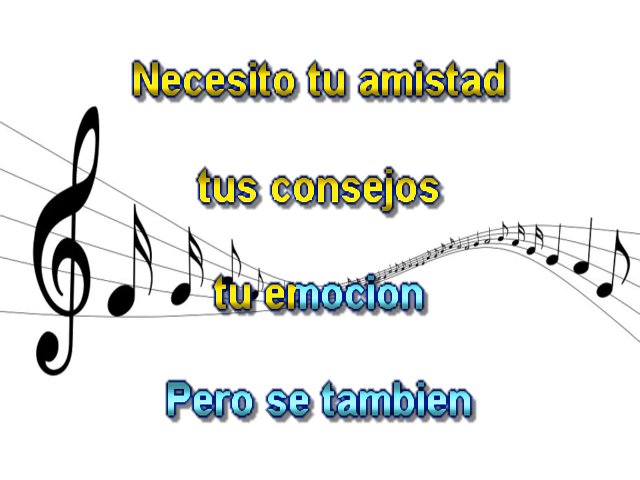 Necesito tu amistad
tus consejos
tu emocion
Pero se tambien